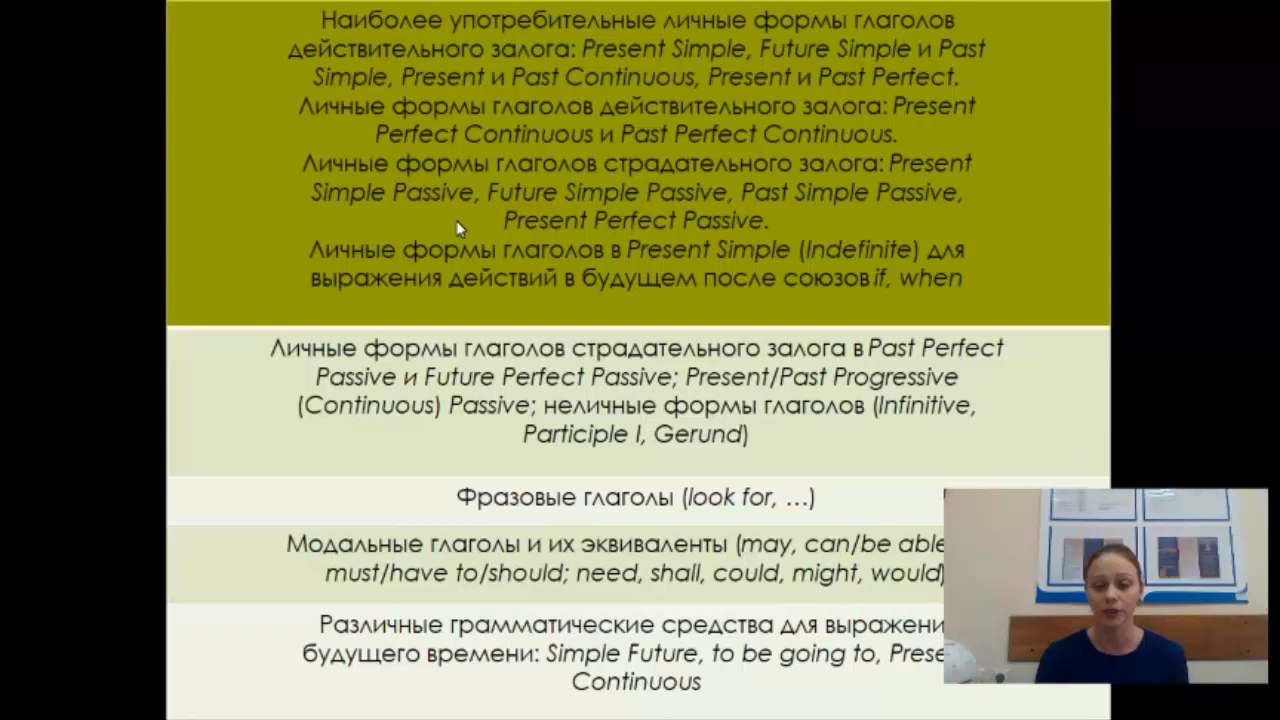 Наиболее употребительные личные формы глаголов
действительного залога: Present Simple, Future Simple и Past
Simple, Present и Past Continuous, Present и Past Perfect.
Личные формы глаголов действительного залога: Present
Perfect Continuous и Past Perfect Continuous.
Личные формы глаголов страдательного залога: Present
Simple Passive, Future Simple Passive, Past Simple Passive,
Present Perfect Passive.
Личные формы глаголов в Present Simple (Indefinite) для
выражения действий в будущем после союзов if, when
Личные формы глаголов страдательного залога в Past Perfect
Passive и Future Perfect Passive; Present/Past Progressive
(Continuous) Passive; неличные формы глаголов (Infinitive,
Participle I, Gerund)
Фразовые глаголы (look for, …)
Модальные глаголы и их эквиваленты (may, can/be able
must/have to/should; need, shall, could, might, would)
Различные грамматические средства для выражени
будущего времени: Simple Future, to be going to, Prese
Continuous